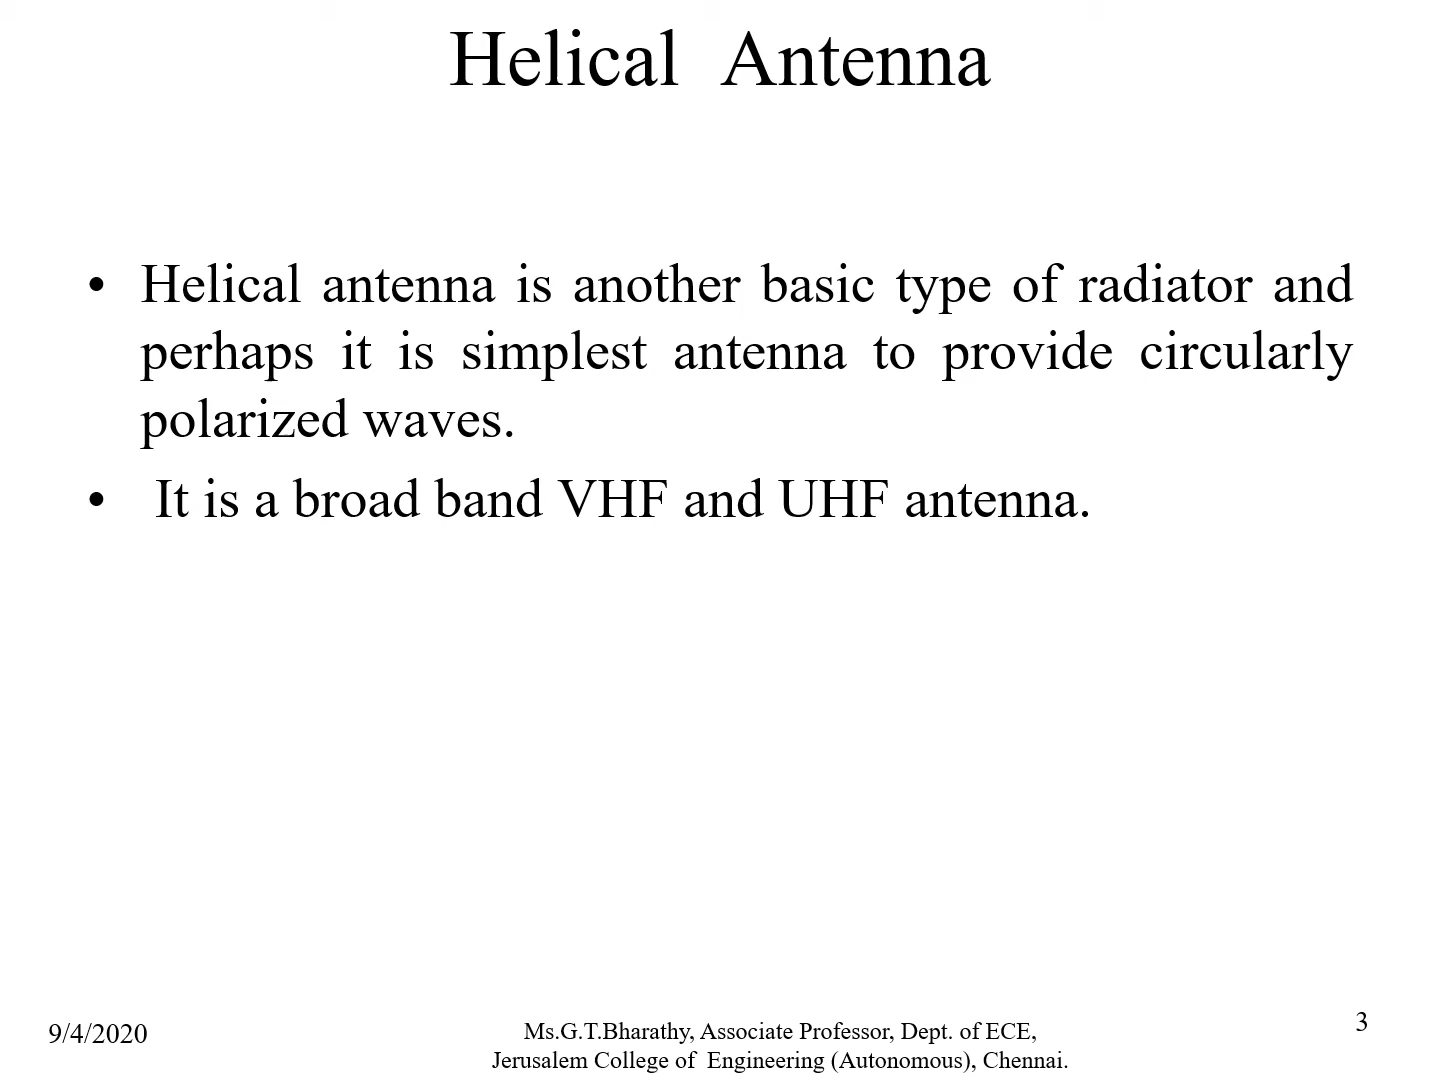 Helical Antenna
• Helical antenna is another basic type of radiator and
perhaps it is simplest antenna to provide circularly
polarized waves.
• It is a broad band VHF and UHF antenna.
9/4/2020
Ms.G.T.Bharathy, Associate Professor, Dept. of ECE,
Jerusalem College of Engineering (Autonomous), Chennai.
3